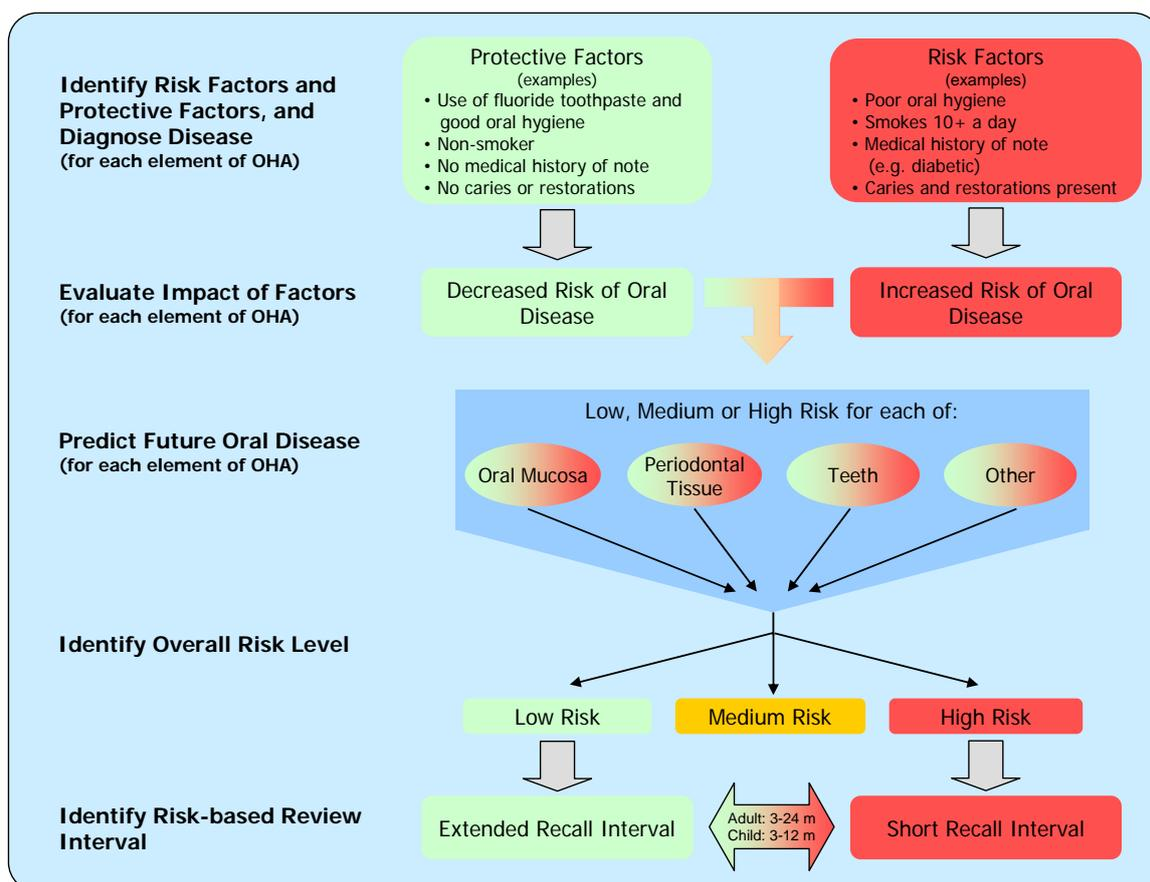 Identify Risk Factors and
Protective Factors, and
Diagnose Disease
(for each element of OHA)
Protective Factors
(examples)
• Use of fluoride toothpaste and
good oral hygiene
• Non-smoker
• No medical history of note
• No caries or restorations
Risk Factors
(examples)
• Poor oral hygiene
• Smokes 10+ a day
• Medical history of note
(e.g. diabetic)
• Caries and restorations present
Evaluate Impact of Factors
(for each element of OHA)
Decreased Risk of Oral
Disease
Increased Risk of Oral
Disease
Predict Future Oral Disease
(for each element of OHA)
Low, Medium or High Risk for each of:
Oral Mucosa
Periodontal
Tissue
Teeth
Other
Identify Overall Risk Level
Low Risk
Medium Risk
High Risk
Identify Risk-based Review
Interval
Extended Recall Interval
Adult: 3-24 m
Child: 3-12 m
Short Recall Interval